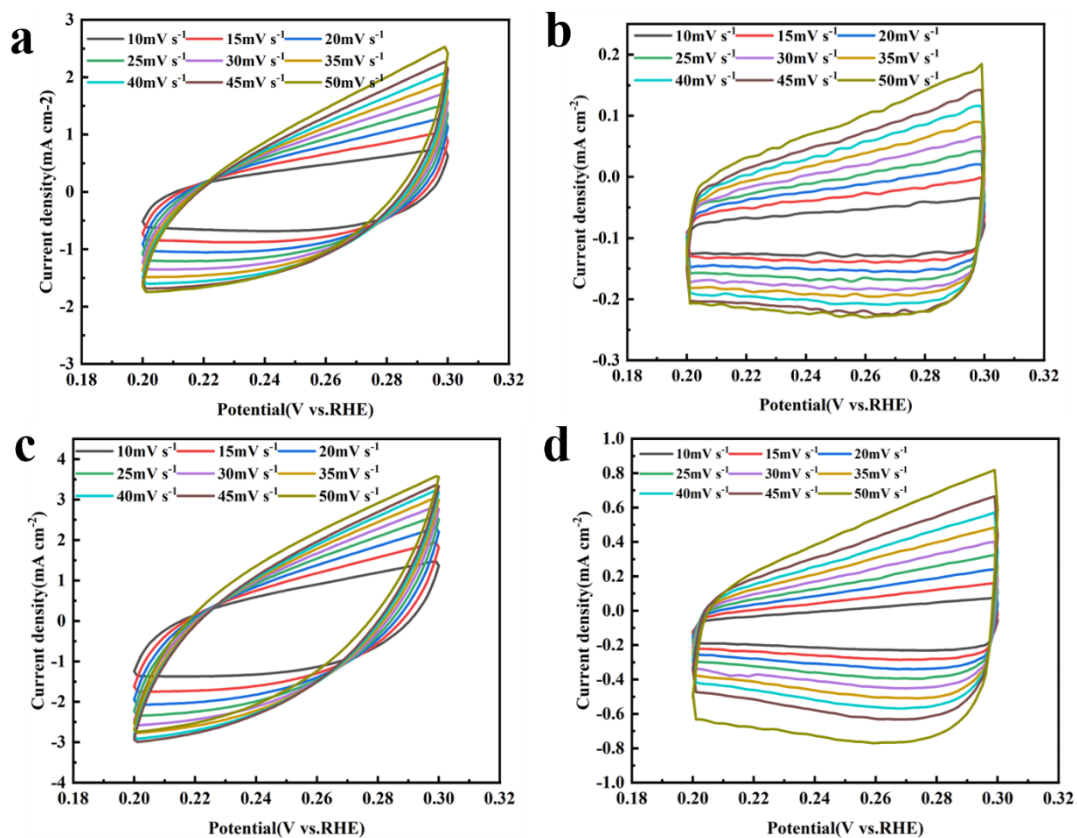 a
10mV s-1 15mV s-1 20mV s-1
25mV s-1 30mV s-1 35mV s-1
40mV s-1 45mV s-1 50mV s-1
Current density(mA cm-2)
3
2
1
0
-1
-2
-3
0.18 0.20 0.22 0.24 0.26 0.28 0.30 0.32
Potential(V vs.RHE)
b
10mV s-1 15mV s-1 20mV s-1
25mV s-1 30mV s-1 35mV s-1
40mV s-1 45mV s-1 50mV s-1
Current density(mA cm-2)
0.2
0.1
0.0
-0.1
-0.2
-0.3
0.18 0.20 0.22 0.24 0.26 0.28 0.30 0.32
Potential(V vs.RHE)
c
10mV s-1 15mV s-1 20mV s-1
25mV s-1 30mV s-1 35mV s-1
40mV s-1 45mV s-1 50mV s-1
Current density(mA cm-2)
4
3
2
1
0
-1
-2
-3
-4
0.18 0.20 0.22 0.24 0.26 0.28 0.30 0.32
Potential(V vs.RHE)
d
10mV s-1 15mV s-1 20mV s-1
25mV s-1 30mV s-1 35mV s-1
40mV s-1 45mV s-1 50mV s-1
Current density(mA cm-2)
1.0
0.8
0.6
0.4
0.2
0.0
-0.2
-0.4
-0.6
-0.8
-1.0
0.18 0.20 0.22 0.24 0.26 0.28 0.30 0.32
Potential(V vs.RHE)